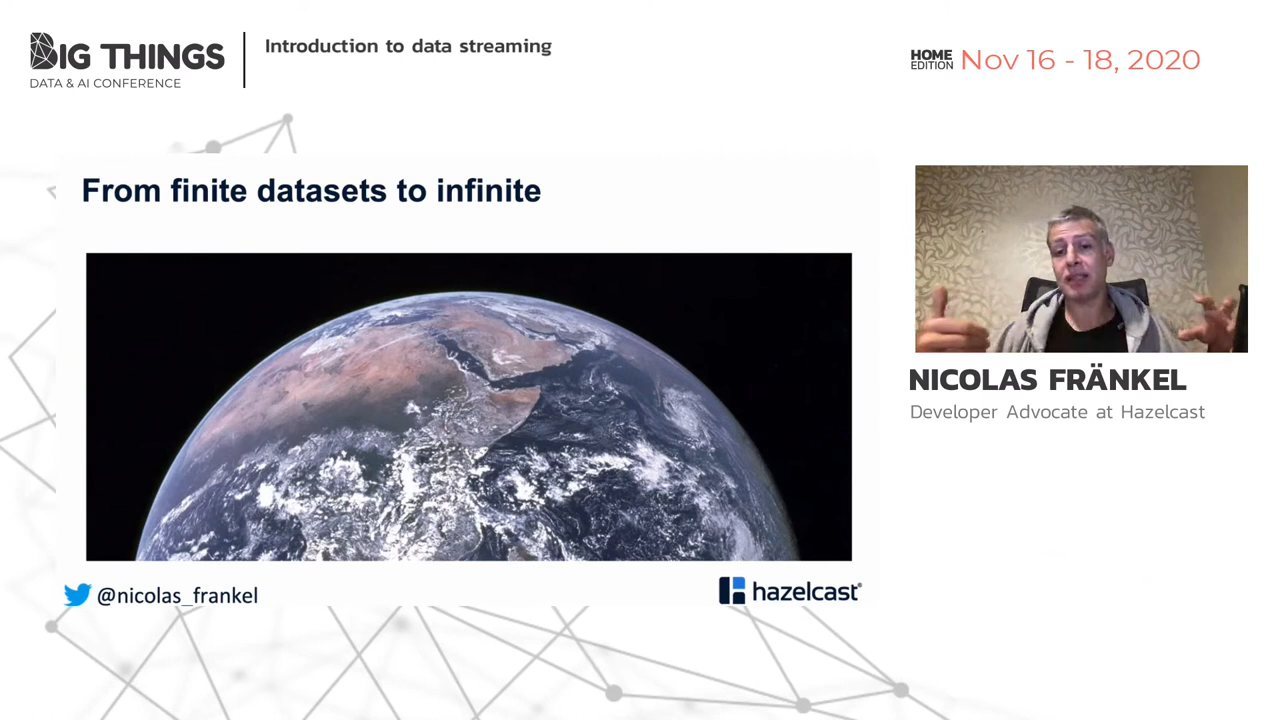 BIG THINGS
DATA & AI CONFERENCE
Introduction to data streaming
HOME
EDITION
Nov 16 - 18, 2020
From finite datasets to infinite
@nicolas_frankel
hazelcast®
NICOLAS FRÄNKEL
Developer Advocate at Hazelcast